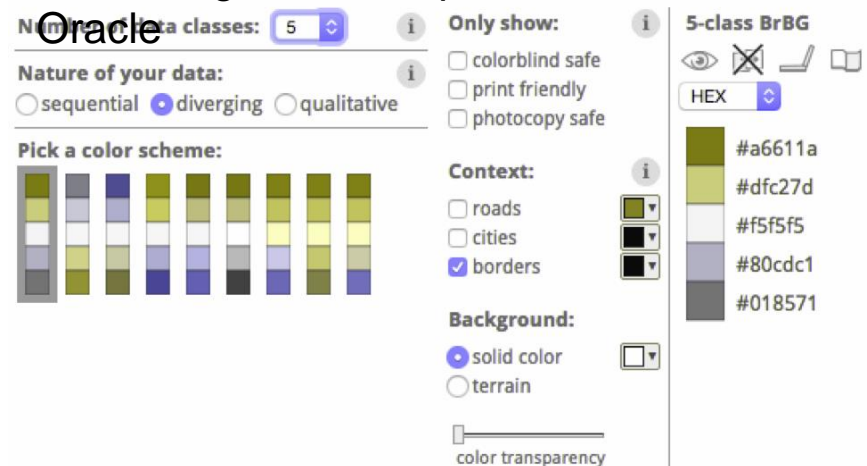 Oracle
Number of data classes: 5 i
Nature of your data: i
sequential diverging qualitative
Pick a color scheme:
Only show: i
colorblind safe
print friendly
photocopy safe
Context: i
roads
cities
borders
Background:
solid color
terrain
color transparency
5-class BrBG
HEX
#a6611a
#dfc27d
#f5f5f5
#80cdc1
#018571